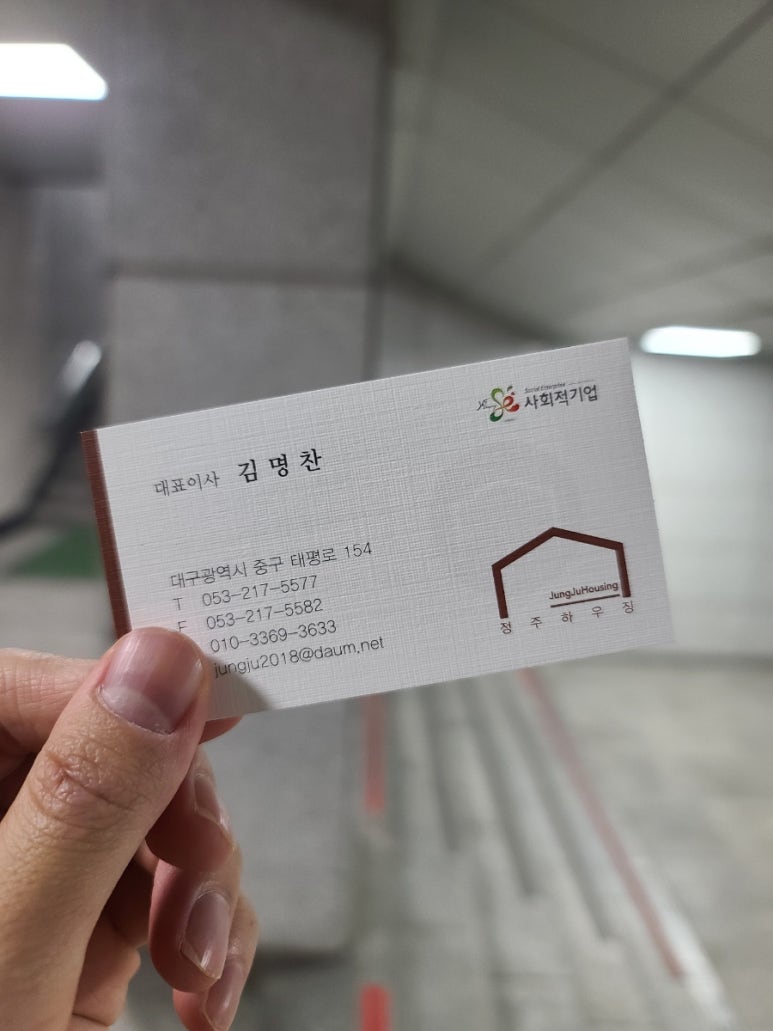 Social Enterprise
사회적기업
대표이사 김명찬
대구광역시 중구 태평로 154
T 053-217-5577
F 053-217-5582
010-3369-3633
jungju2018@daum.net
JungJuHousing
정주하우징